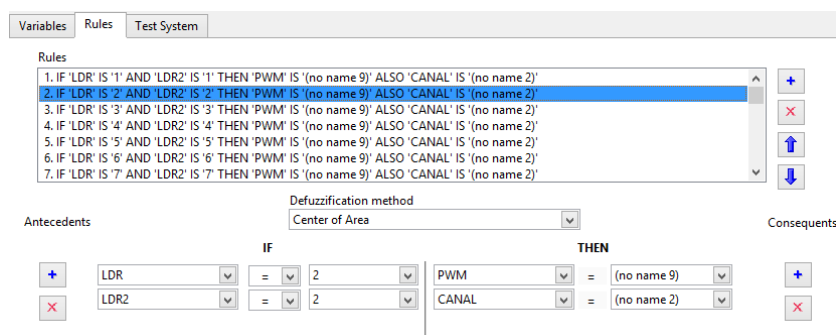 Variables Rules Test System
Rules
1. IF 'LDR' IS '1' AND 'LDR2' IS '1' THEN 'PWM' IS '(no name 9)' ALSO 'CANAL' IS '(no name 2)'
2. IF 'LDR' IS '2' AND 'LDR2' IS '2' THEN 'PWM' IS '(no name 9)' ALSO 'CANAL' IS '(no name 2)'
3. IF 'LDR' IS '3' AND 'LDR2' IS '3' THEN 'PWM' IS '(no name 9)' ALSO 'CANAL' IS '(no name 2)'
4. IF 'LDR' IS '4' AND 'LDR2' IS '4' THEN 'PWM' IS '(no name 9)' ALSO 'CANAL' IS '(no name 2)'
5. IF 'LDR' IS '5' AND 'LDR2' IS '5' THEN 'PWM' IS '(no name 9)' ALSO 'CANAL' IS '(no name 2)'
6. IF 'LDR' IS '6' AND 'LDR2' IS '6' THEN 'PWM' IS '(no name 9)' ALSO 'CANAL' IS '(no name 2)'
7. IF 'LDR' IS '7' AND 'LDR2' IS '7' THEN 'PWM' IS '(no name 9)' ALSO 'CANAL' IS '(no name 2)'
Defuzzification method
Antecedents Center of Area Consequents
IF THEN
LDR = 2 PWM = (no name 9)
LDR2 = 2 CANAL = (no name 2)